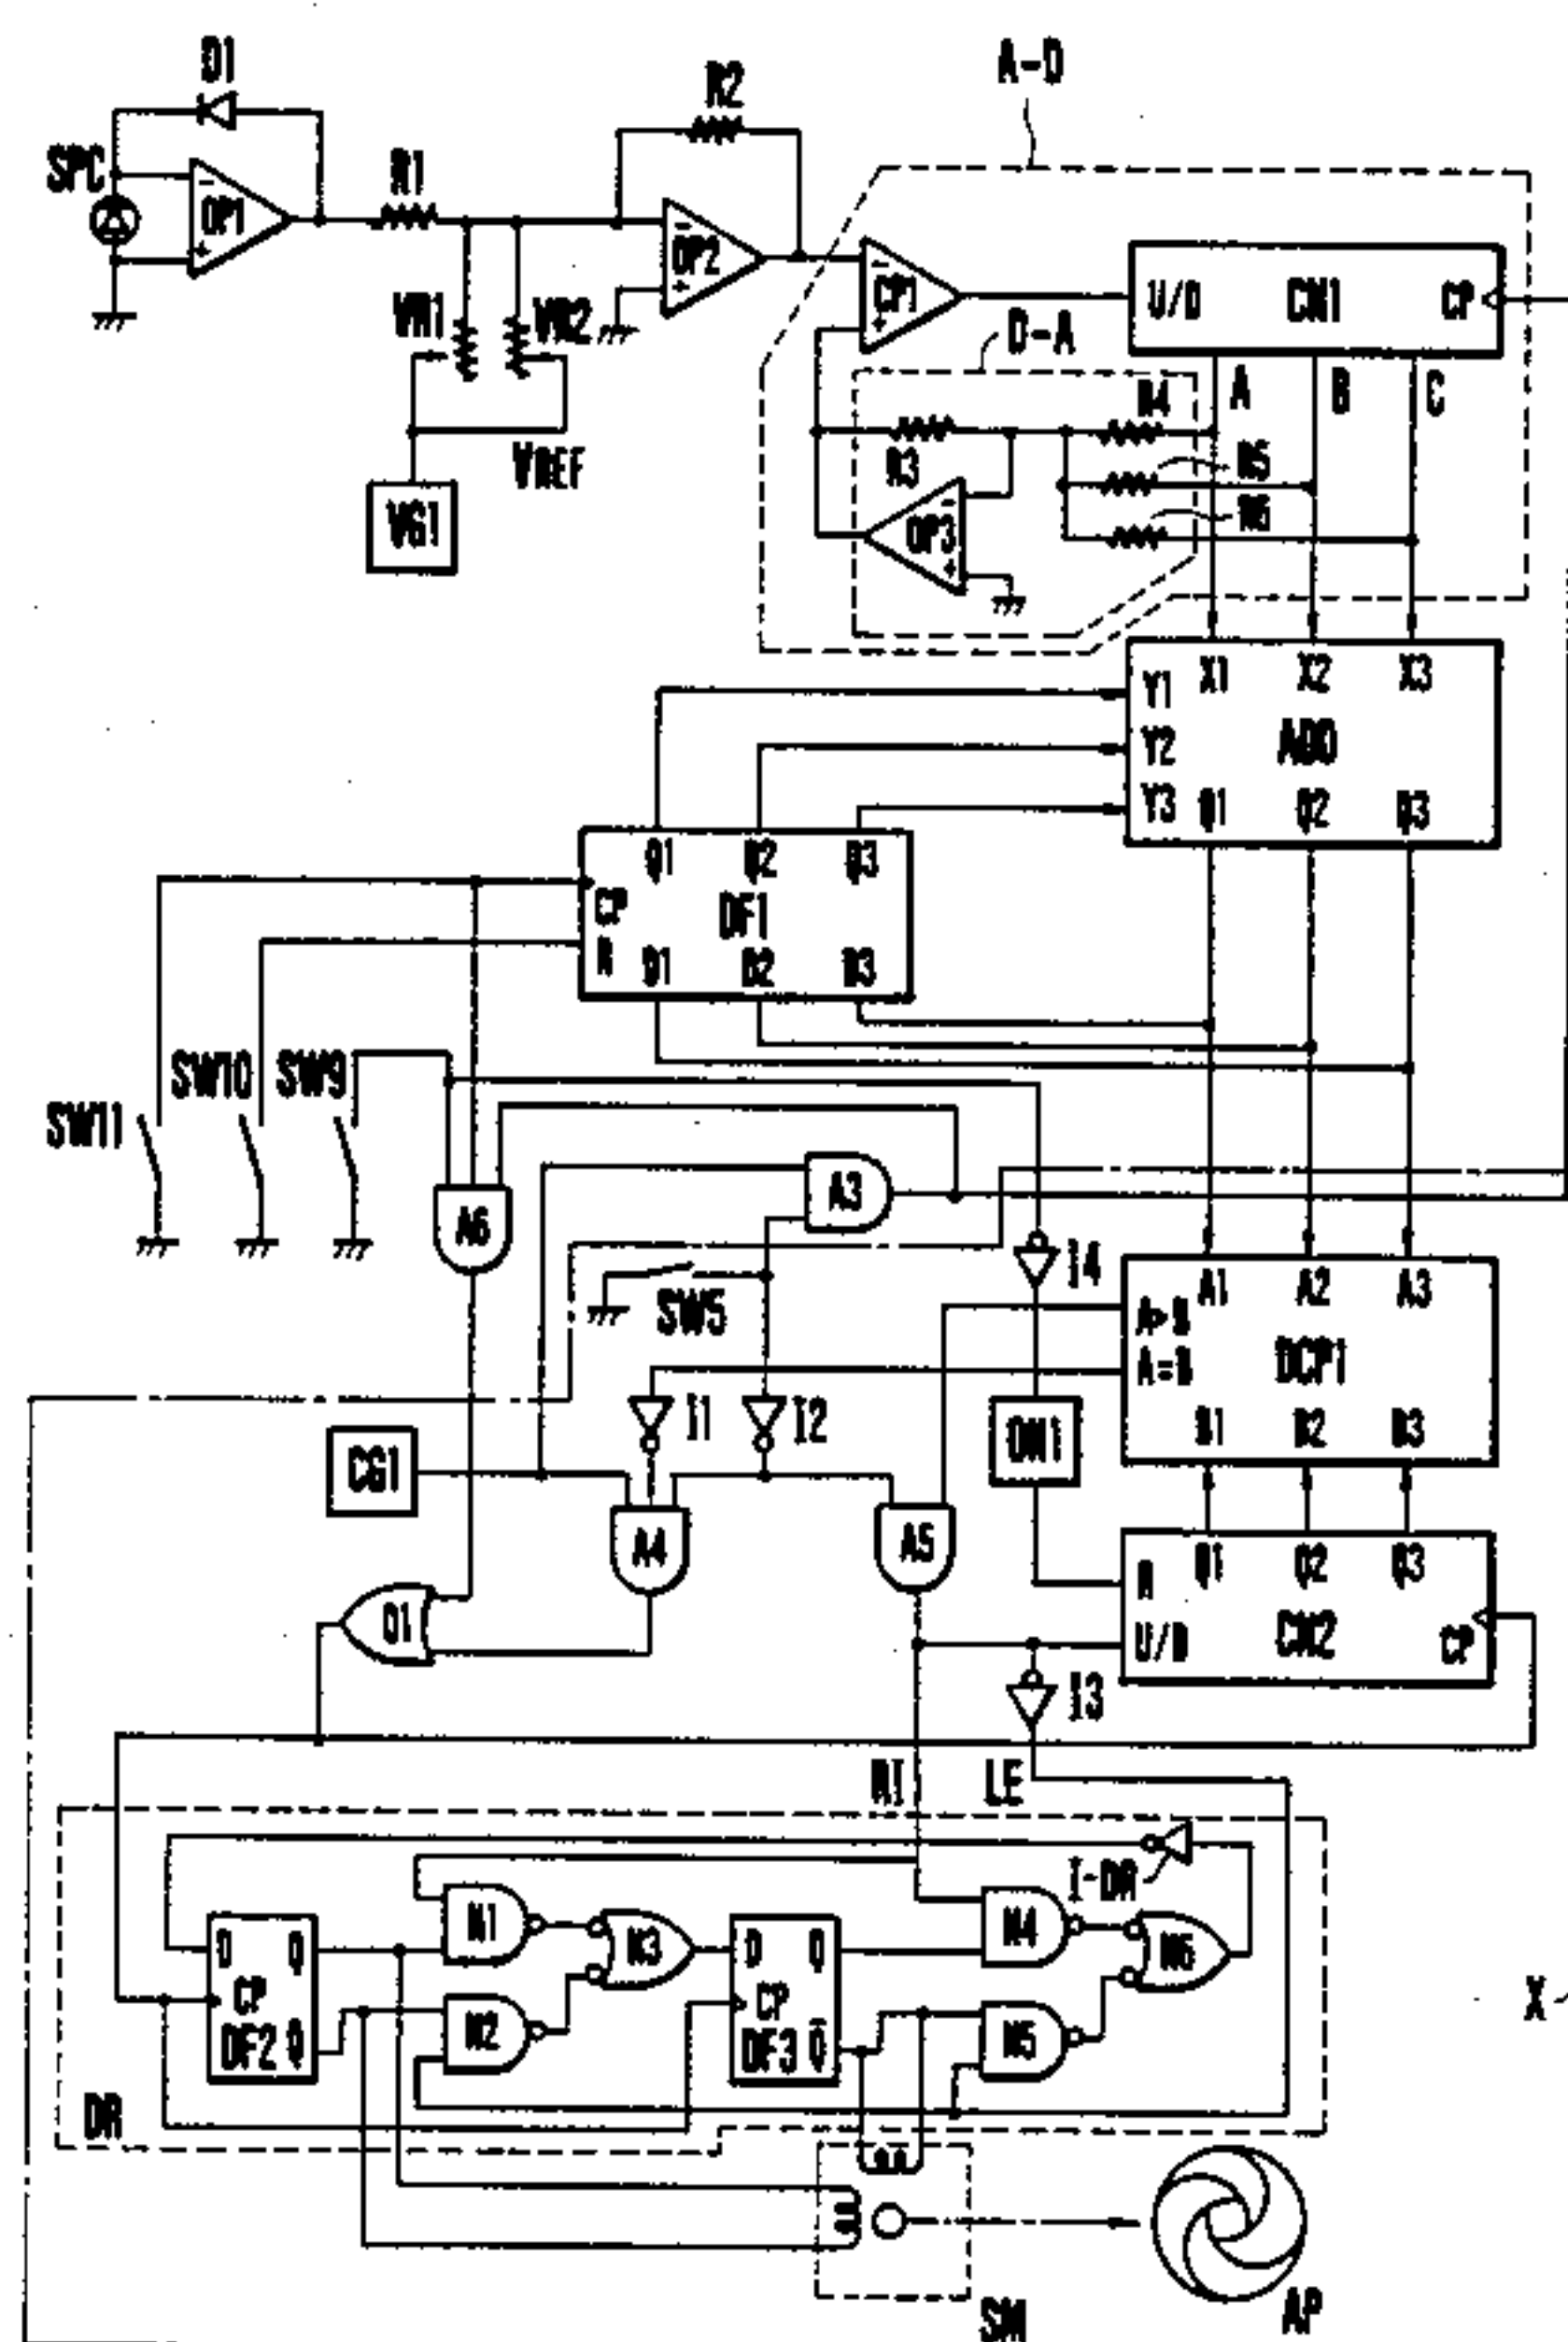 D1
R2
A-D
SPC
OP1
R1
OP2
CP1
U/D
CN1
CP
VR1
VR2
D-A
R4
A
B
C
VREF
R3
R5
R6
VG1
OP3
X1
X2
X3
Y1
Y2
ADD
Y3
Q1
Q2
Q3
Q1
Q2
Q3
CP
DF1
R
D1
D2
D3
SW11
SW10
SW9
A3
A6
I4
SW5
A1
A2
A3
A>B
A=B
DCP1
I1
I2
B1
B2
B3
CG1
OM1
A4
A5
Q1
Q2
Q3
R
O1
U/D
CN2
CP
I3
LE
I-DR
N1
N4
D
Q
N3
D
Q
N6
CP
N2
CP
N5
X
DF2
Q̅
DF3
Q̅
DR
SM
AP